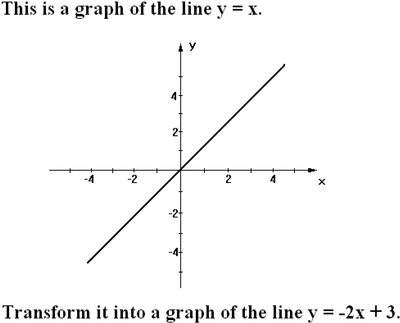 This is a graph of the line y = x.
y
4
2
-4
-2
2
4
x
-2
-4
Transform it into a graph of the line y = -2x + 3.